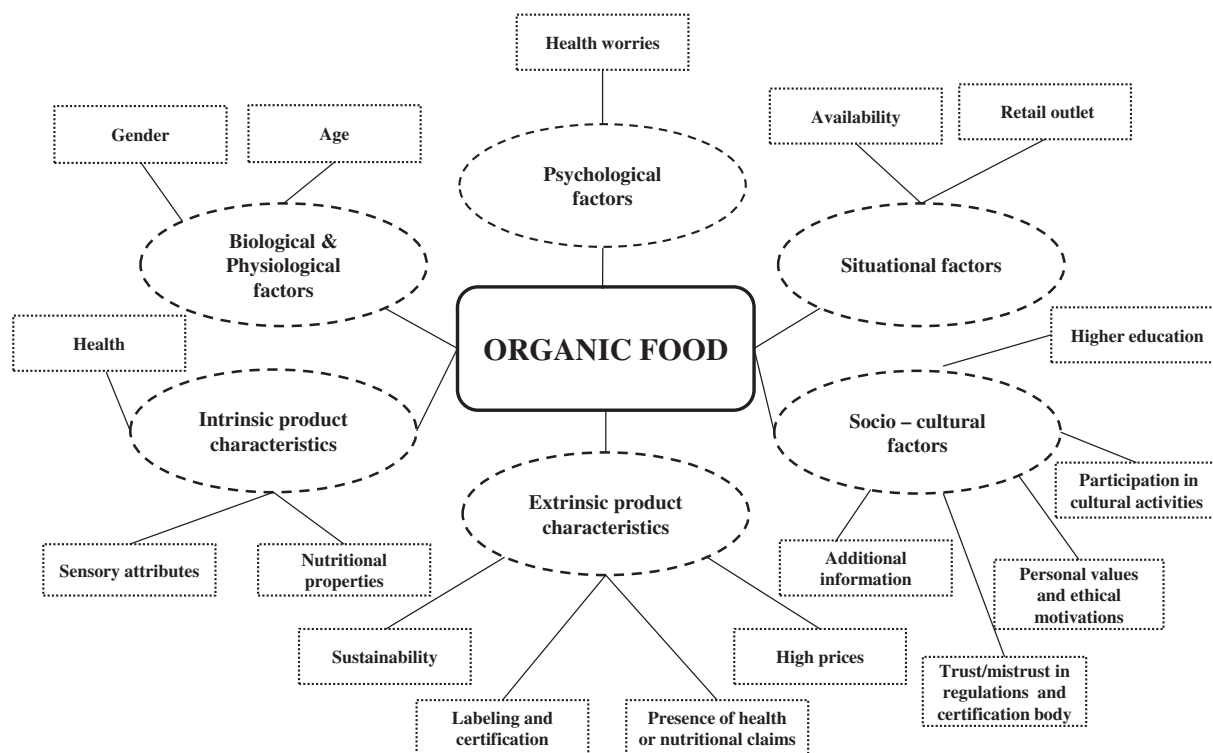 Health worries
Availability
Retail outlet
Gender
Age
Psychological
factors
Biological &
Physiological
factors
Situational factors
Health
ORGANIC FOOD
Higher education
Intrinsic product
characteristics
Socio – cultural
factors
Extrinsic product
characteristics
Participation in
cultural activities
Sensory attributes
Nutritional
properties
Additional
information
Personal values
and ethical
motivations
Sustainability
High prices
Labeling and
certification
Presence of health
or nutritional claims
Trust/mistrust in
regulations and
certification body